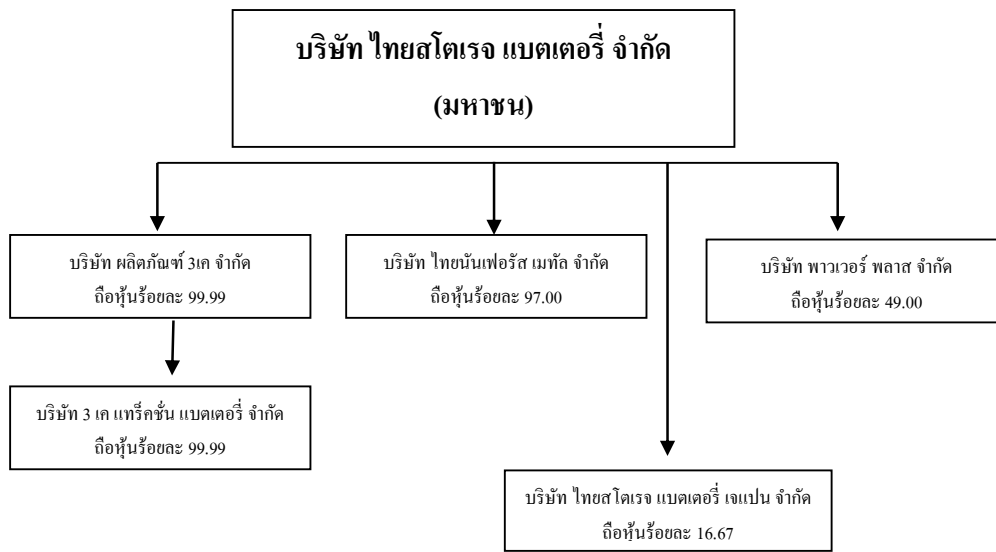 บริษัท ไทยสโตเรจ แบตเตอรี่ จำกัด
(มหาชน)
บริษัท ผลิตภัณฑ์ 3เค จำกัด
ถือหุ้นร้อยละ 99.99
บริษัท ไทยนันเฟอรัส เมทัล จำกัด
ถือหุ้นร้อยละ 97.00
บริษัท พาวเวอร์ พลาส จำกัด
ถือหุ้นร้อยละ 49.00
บริษัท 3 เค แทร็คชั่น แบตเตอรี่ จำกัด
ถือหุ้นร้อยละ 99.99
บริษัท ไทยสโตเรจ แบตเตอรี่ เจแปน จำกัด
ถือหุ้นร้อยละ 16.67